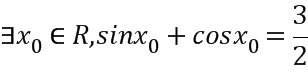 ∃x₀ ∈ R,sinx₀ + cosx₀ = 3/2